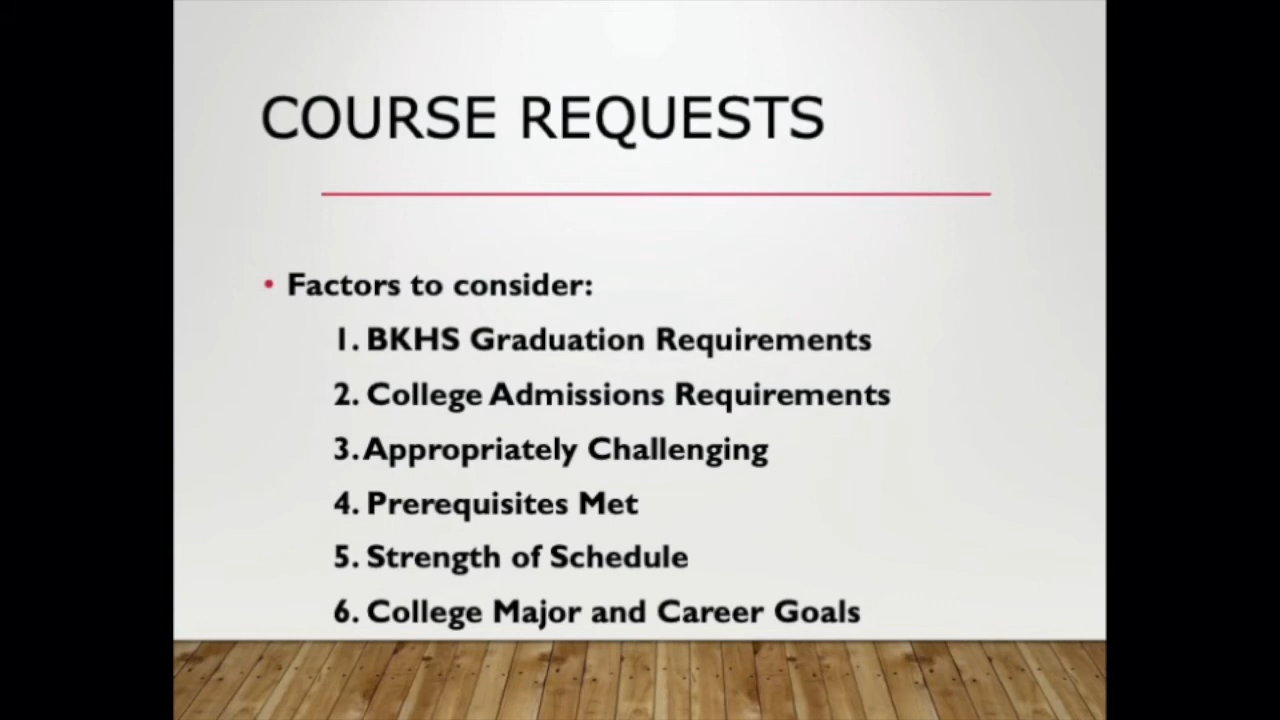 COURSE REQUESTS
• Factors to consider:
1. BKHS Graduation Requirements
2. College Admissions Requirements
3. Appropriately Challenging
4. Prerequisites Met
5. Strength of Schedule
6. College Major and Career Goals